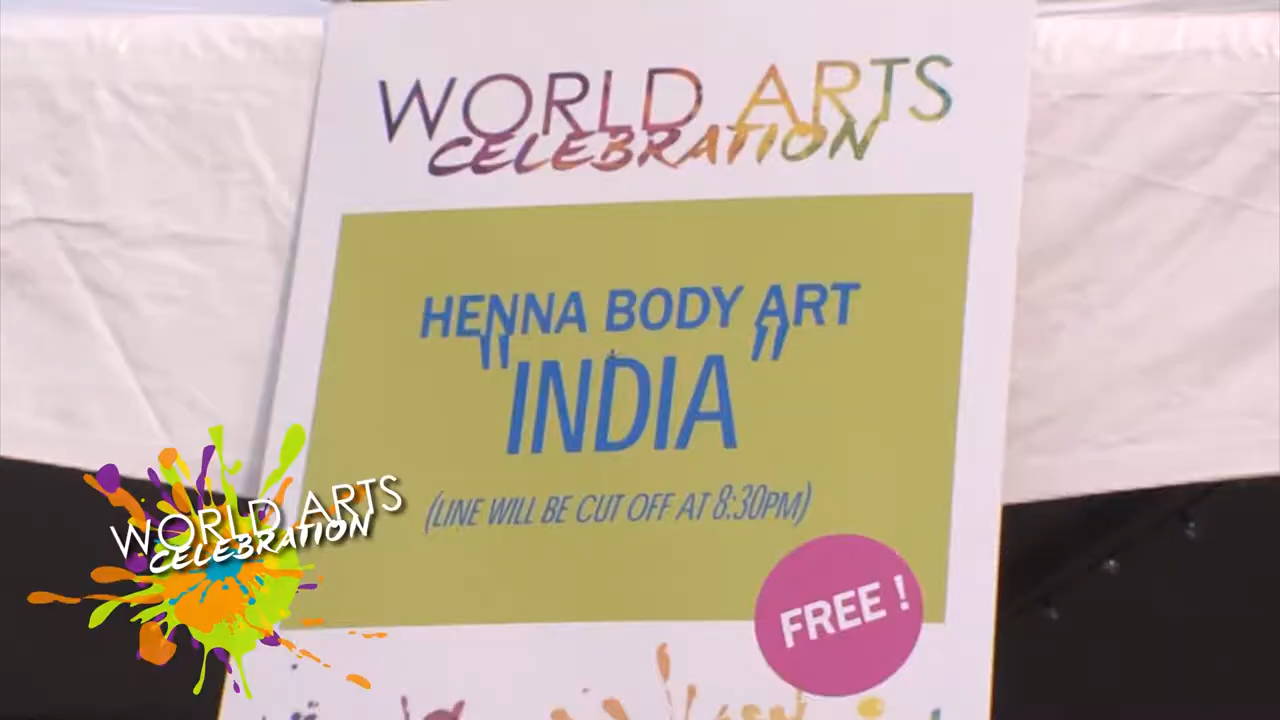 WORLD ARTS
CELEBRATION
HENNA BODY ART
"INDIA"
(LINE WILL BE CUT OFF AT 8:30PM)
FREE !
WORLD ARTS
CELEBRATION